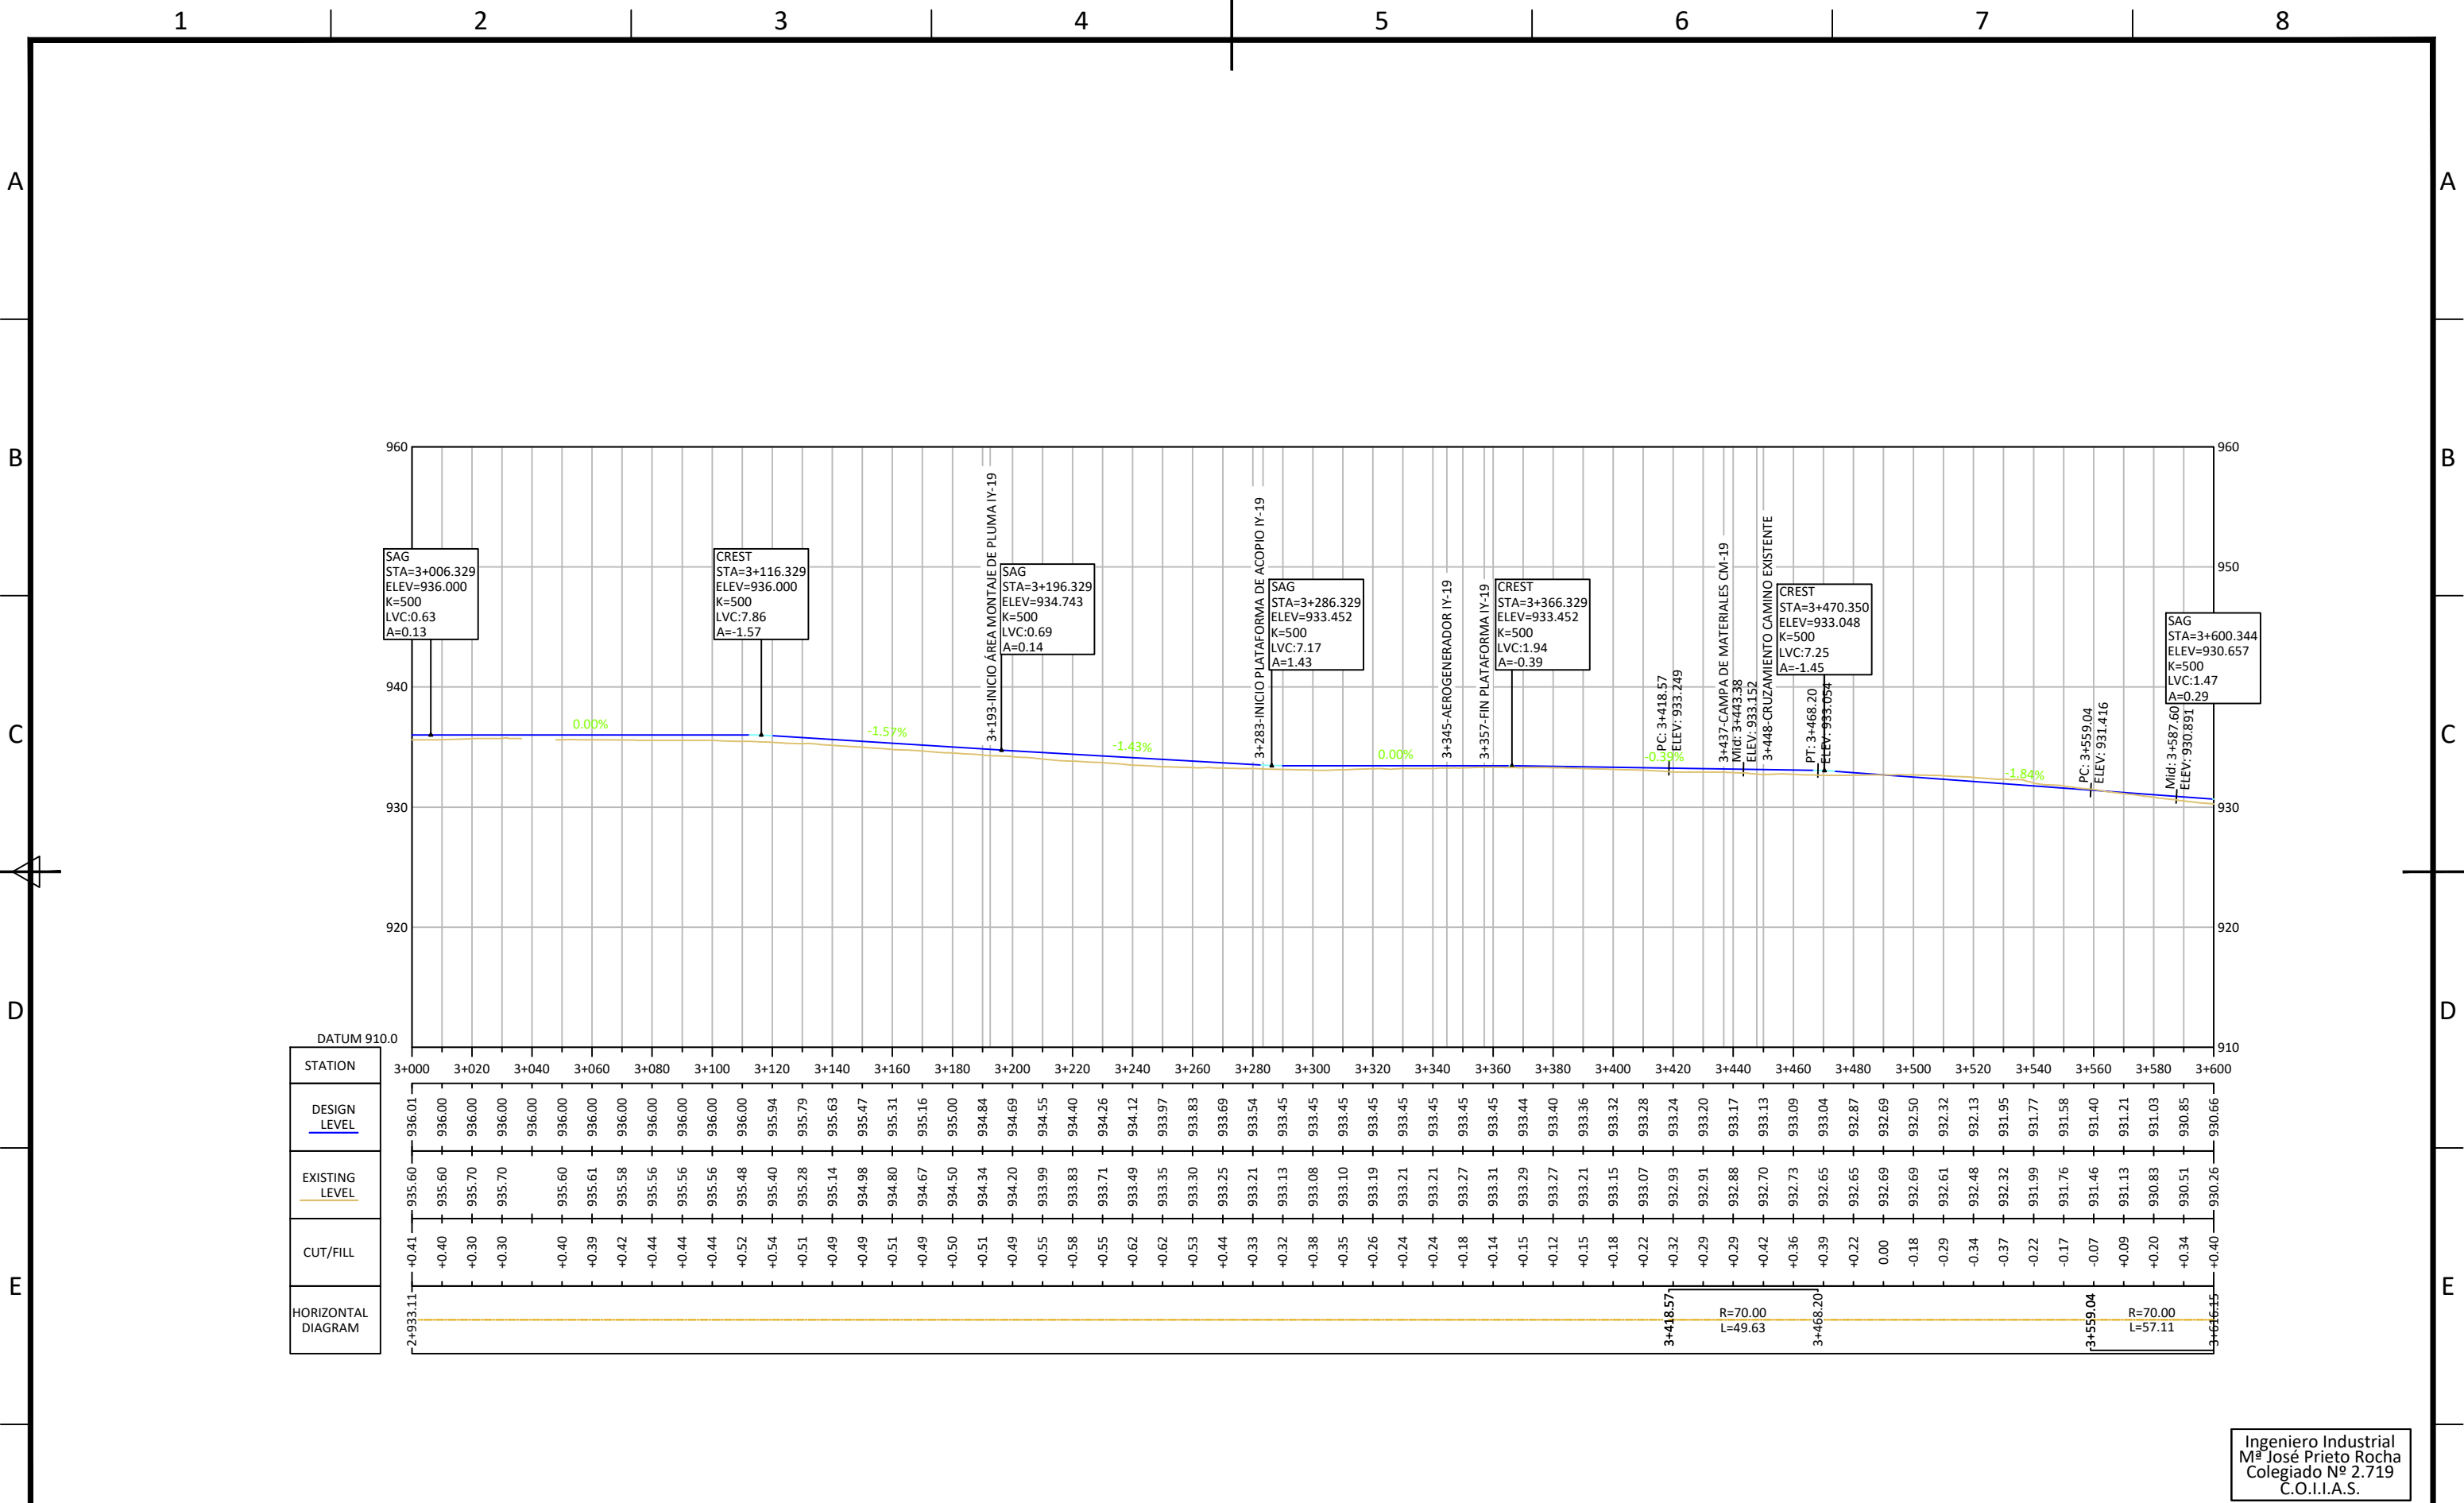 1 2 3 4 5 6 7 8
A A
B B
C C
D D
E E
960 960
950
940
930 930
920 920
910
DATUM 910.0
SAG
STA=3+006.329
ELEV=936.000
K=500
LVC:0.63
A=0.13
CREST
STA=3+116.329
ELEV=936.000
K=500
LVC:7.86
A=-1.57
3+193-INICIO ÁREA MONTAJE DE PLUMA IY-19
SAG
STA=3+196.329
ELEV=934.743
K=500
LVC:0.69
A=0.14
3+283-INICIO PLATAFORMA DE ACOPIO IY-19
SAG
STA=3+286.329
ELEV=933.452
K=500
LVC:7.17
A=1.43
3+345-AEROGENERADOR IY-19
3+357-FIN PLATAFORMA IY-19
CREST
STA=3+366.329
ELEV=933.452
K=500
LVC:1.94
A=-0.39
PC: 3+418.57
ELEV: 933.249
3+437-CAMPA DE MATERIALES CM-19
Mid: 3+443.38
ELEV: 933.152
3+448-CRUZAMIENTO CAMINO EXISTENTE
CREST
STA=3+470.350
ELEV=933.048
K=500
LVC:7.25
A=-1.45
PT: 3+468.20
ELEV: 933.054
PC: 3+559.04
ELEV: 931.416
SAG
STA=3+600.344
ELEV=930.657
K=500
LVC:1.47
A=0.29
Mid: 3+587.60
ELEV: 930.891
0.00%
-1.57%
-1.43%
0.00%
-0.39%
-1.84%
STATION 3+000 3+020 3+040 3+060 3+080 3+100 3+120 3+140 3+160 3+180 3+200 3+220 3+240 3+260 3+280 3+300 3+320 3+340 3+360 3+380 3+400 3+420 3+440 3+460 3+480 3+500 3+520 3+540 3+560 3+580 3+600
DESIGN
LEVEL
936.01 936.00 936.00 936.00 936.00 936.00 936.00 936.00 936.00 936.00 936.00 936.00 935.94 935.79 935.63 935.47 935.31 935.16 935.00 934.84 934.69 934.55 934.40 934.26 934.12 933.97 933.83 933.69 933.54 933.45 933.45 933.45 933.45 933.45 933.45 933.45 933.45 933.44 933.40 933.36 933.32 933.28 933.24 933.20 933.17 933.13 933.09 933.04 932.87 932.69 932.50 932.32 932.13 931.95 931.77 931.58 931.40 931.21 931.03 930.85 930.66
EXISTING
LEVEL
935.60 935.60 935.70 935.70 935.60 935.61 935.58 935.56 935.56 935.56 935.48 935.40 935.28 935.14 934.98 934.80 934.67 934.50 934.34 934.20 933.99 933.83 933.71 933.49 933.35 933.30 933.25 933.21 933.13 933.08 933.10 933.19 933.21 933.21 933.27 933.31 933.29 933.27 933.21 933.15 933.07 932.93 932.91 932.88 932.70 932.73 932.65 932.65 932.69 932.69 932.61 932.48 932.32 931.99 931.76 931.46 931.13 930.83 930.51 930.26
CUT/FILL
+0.41 +0.40 +0.30 +0.30 +0.40 +0.39 +0.42 +0.44 +0.44 +0.44 +0.52 +0.54 +0.51 +0.49 +0.49 +0.51 +0.49 +0.50 +0.51 +0.49 +0.55 +0.58 +0.55 +0.62 +0.62 +0.53 +0.44 +0.33 +0.32 +0.38 +0.35 +0.26 +0.24 +0.24 +0.18 +0.14 +0.15 +0.12 +0.15 +0.18 +0.22 +0.32 +0.29 +0.29 +0.42 +0.36 +0.39 +0.22 0.00 -0.18 -0.29 -0.34 -0.37 -0.22 -0.17 -0.07 +0.09 +0.20 +0.34 +0.40
HORIZONTAL
DIAGRAM
2+933.11
3+418.57
R=70.00
L=49.63
3+468.20
3+559.04
R=70.00
L=57.11
3+616.15
Ingeniero Industrial
Mª José Prieto Rocha
Colegiado Nº 2.719
C.O.I.I.A.S.